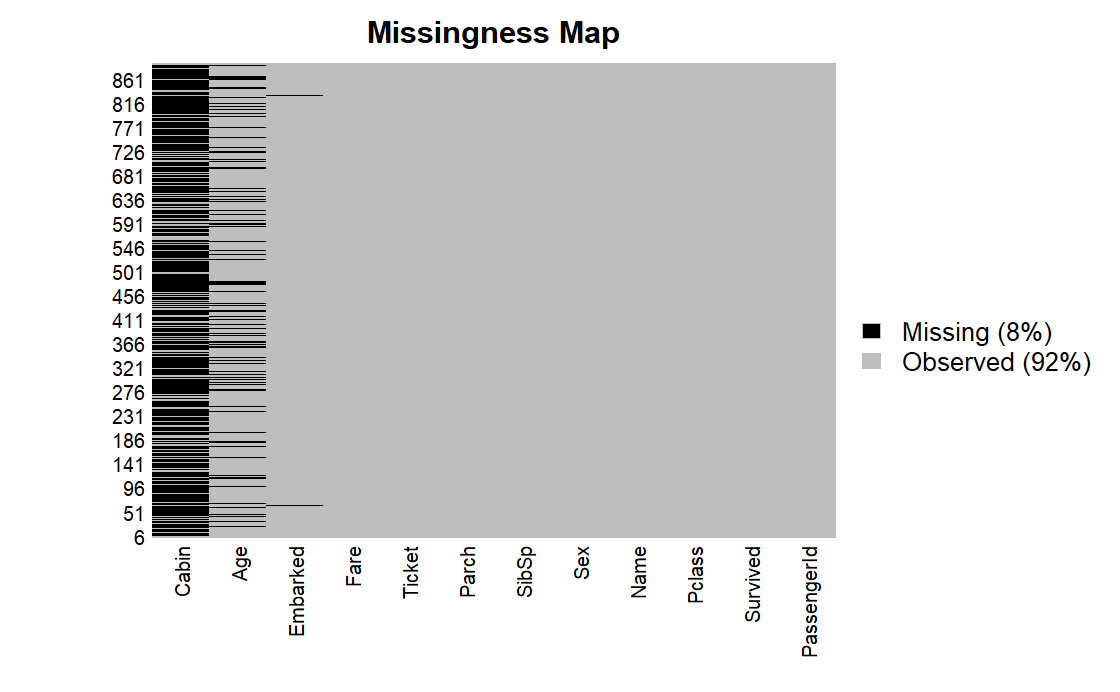 Missingness Map
861
816
771
726
681
636
591
546
501
456
411
366
321
276
231
186
141
96
51
6
Missing (8%)
Observed (92%)
Cabin
Age
Embarked
Fare
Ticket
Parch
SibSp
Sex
Name
Pclass
Survived
PassengerId